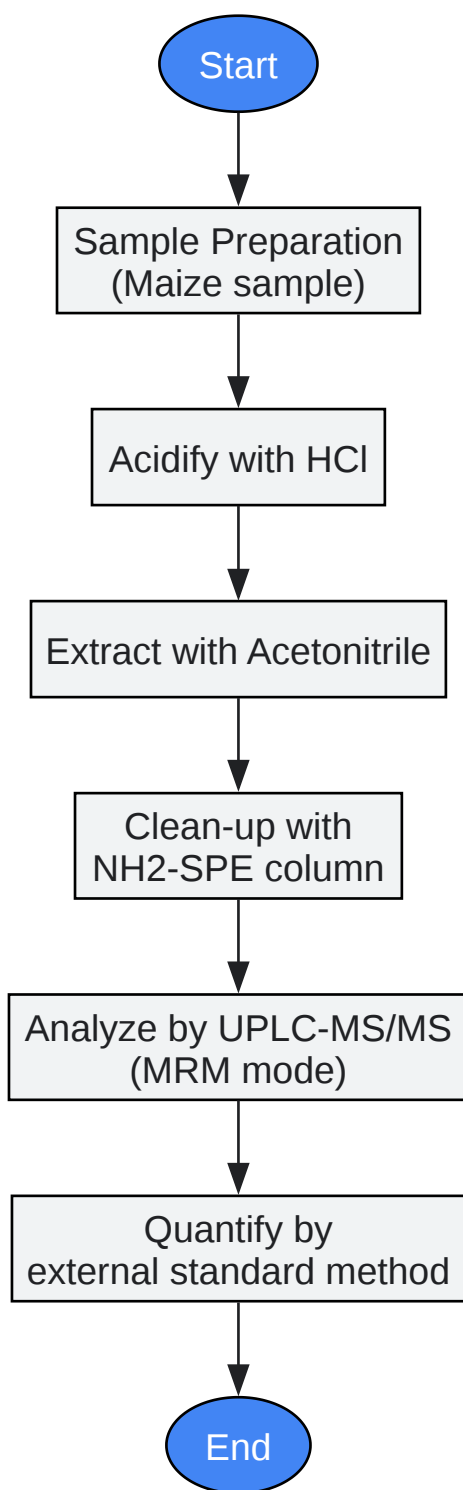 Start
Sample Preparation
(Maize sample)
Acidify with HCl
Extract with Acetonitrile
Clean-up with
NH2-SPE column
Analyze by UPLC-MS/MS
(MRM mode)
Quantify by
external standard method
End